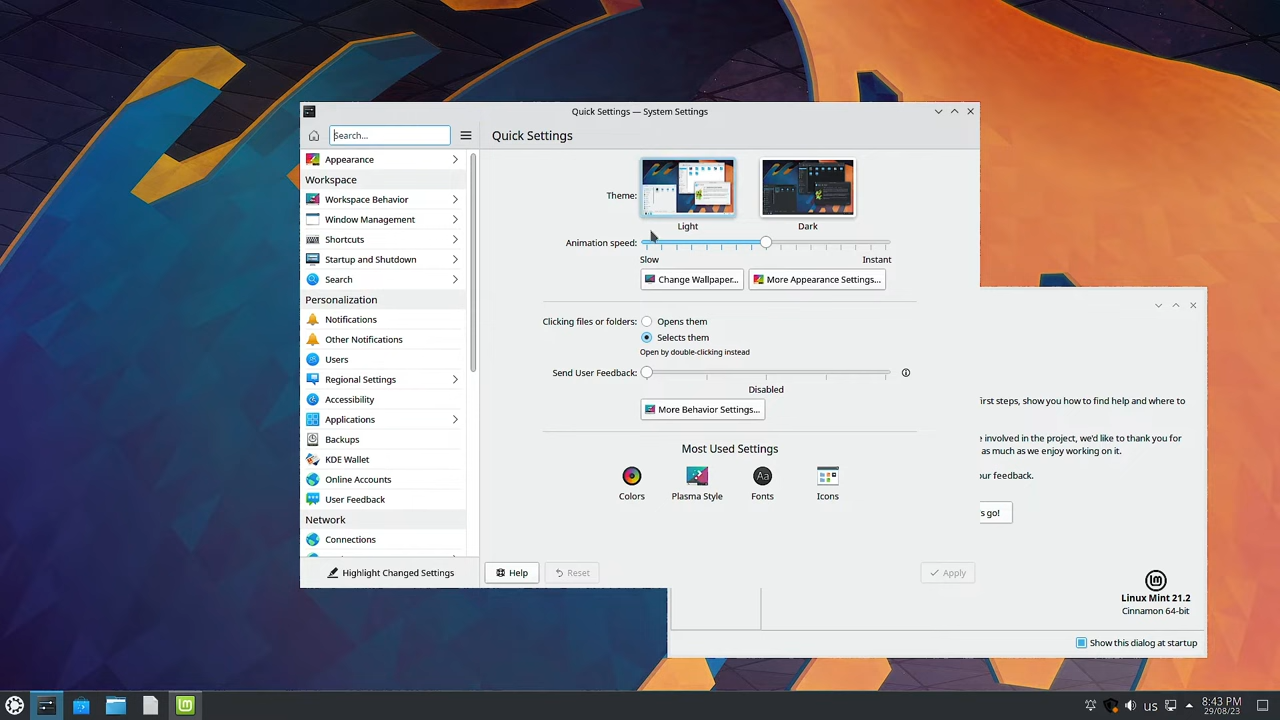 Quick Settings — System Settings
Search...
Quick Settings
Appearance
Workspace
Workspace Behavior
Window Management
Shortcuts
Startup and Shutdown
Search
Personalization
Notifications
Other Notifications
Users
Regional Settings
Accessibility
Applications
Backups
KDE Wallet
Online Accounts
User Feedback
Network
Connections
Highlight Changed Settings
Theme:
Light
Dark
Animation speed:
Slow
Instant
Change Wallpaper...
More Appearance Settings...
Clicking files or folders:
Opens them
Selects them
Open by double-clicking instead
Send User Feedback:
Disabled
More Behavior Settings...
Most Used Settings
Colors
Aa
Plasma Style
Fonts
Icons
Help
Reset
Apply
first steps, show you how to find help and where to
e involved in the project, we'd like to thank you for
as much as we enjoy working on it.
our feedback.
s go!
Linux Mint 21.2
Cinnamon 64-bit
Show this dialog at startup
us
8:43 PM
29/08/23